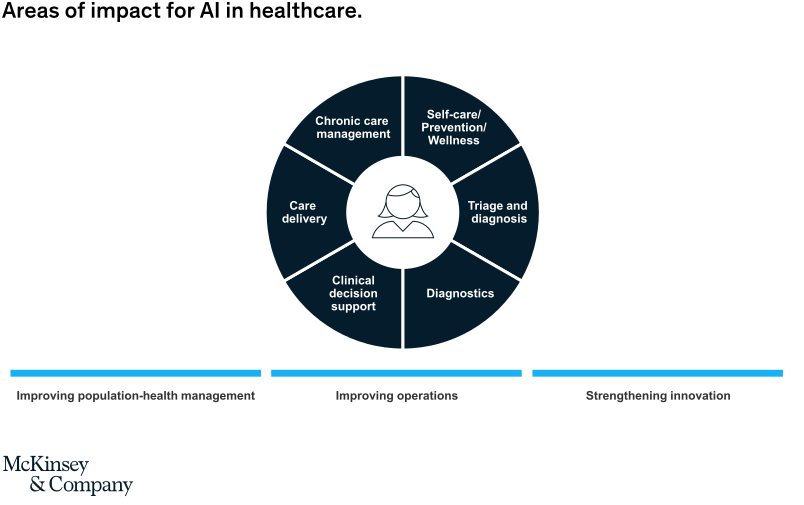 Areas of impact for AI in healthcare.
Chronic care
management
Self-care/
Prevention/
Wellness
Care
delivery
Triage and
diagnosis
Clinical
decision
support
Diagnostics
Improving population-health management
Improving operations
Strengthening innovation
McKinsey
& Company